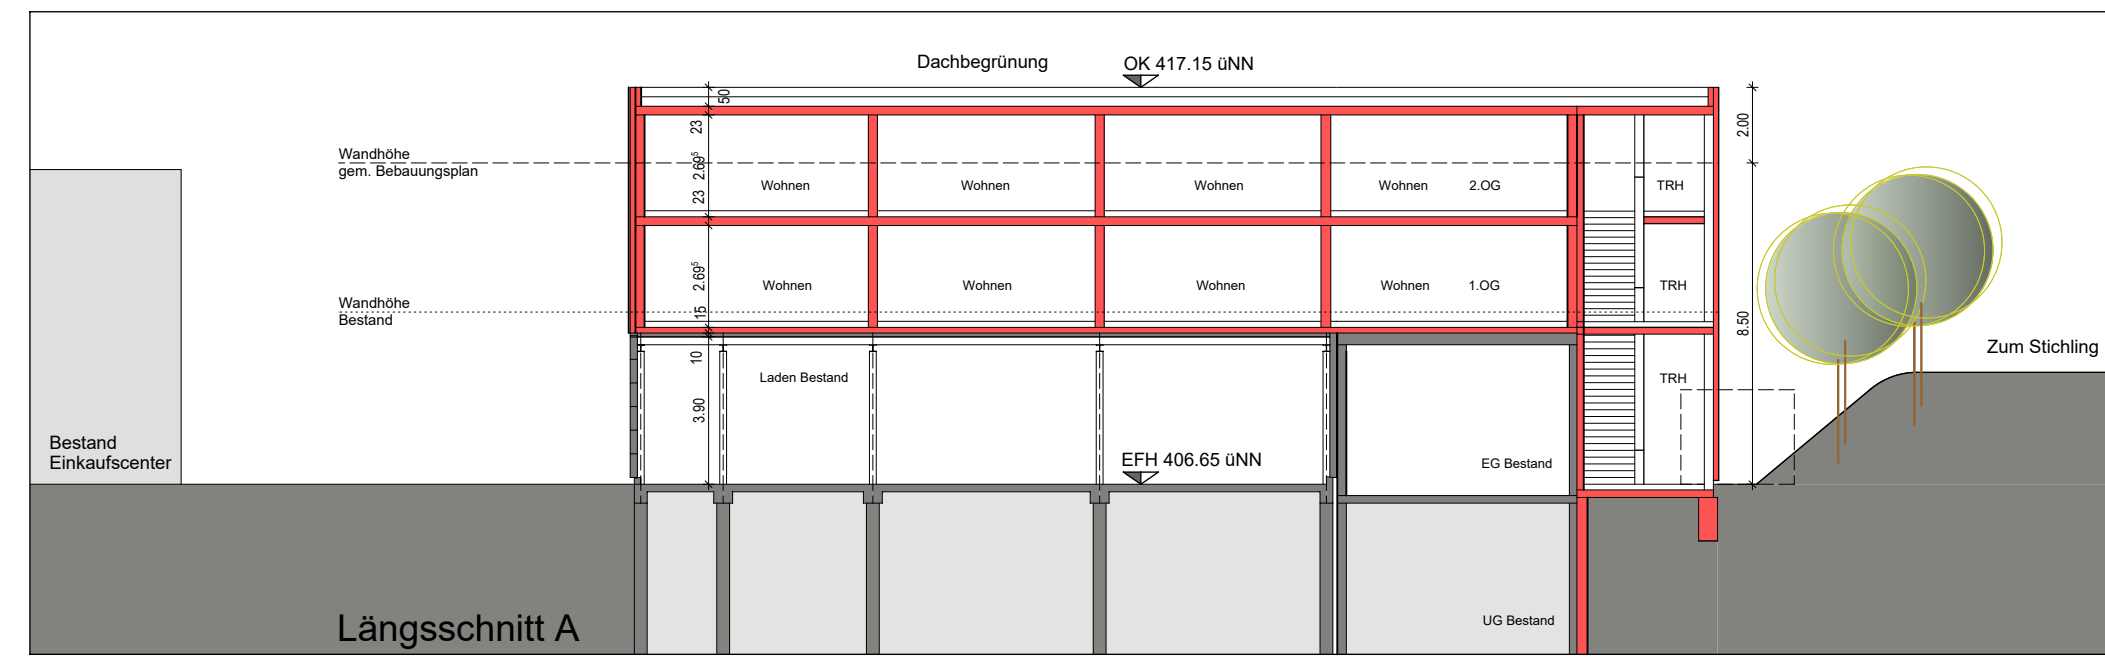 Dachbegrünung
OK 417.15 üNN
50
2.00
23
Wandhöhe
gem. Bebauungsplan
2.69⁵
Wohnen
Wohnen
Wohnen
Wohnen
2.OG
TRH
23
2.69⁵
Wohnen
Wohnen
Wohnen
Wohnen
1.OG
TRH
Wandhöhe
Bestand
15
8.50
Zum Stichling
10
Laden Bestand
TRH
3.90
Bestand
Einkaufscenter
EFH 406.65 üNN
EG Bestand
UG Bestand
Längsschnitt A